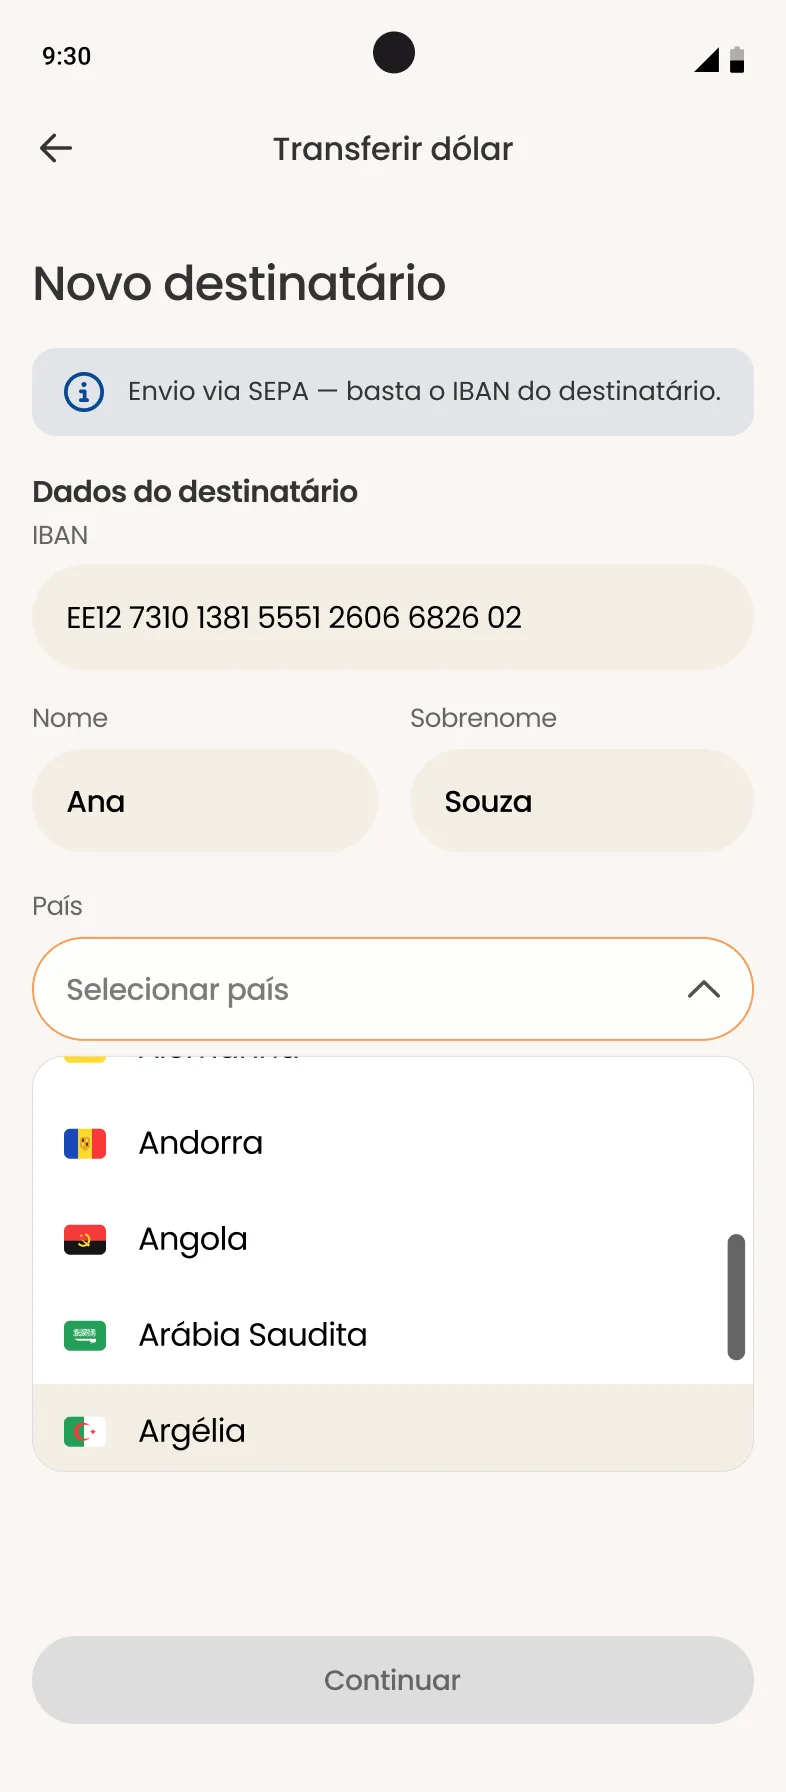 9:30
Transferir dólar
Novo destinatário
Envio via SEPA — basta o IBAN do destinatário.
Dados do destinatário
IBAN
EE12 7310 1381 5551 2606 6826 02
Nome
Sobrenome
Ana
Souza
País
Selecionar país
Andorra
Angola
Arábia Saudita
Argélia
Continuar